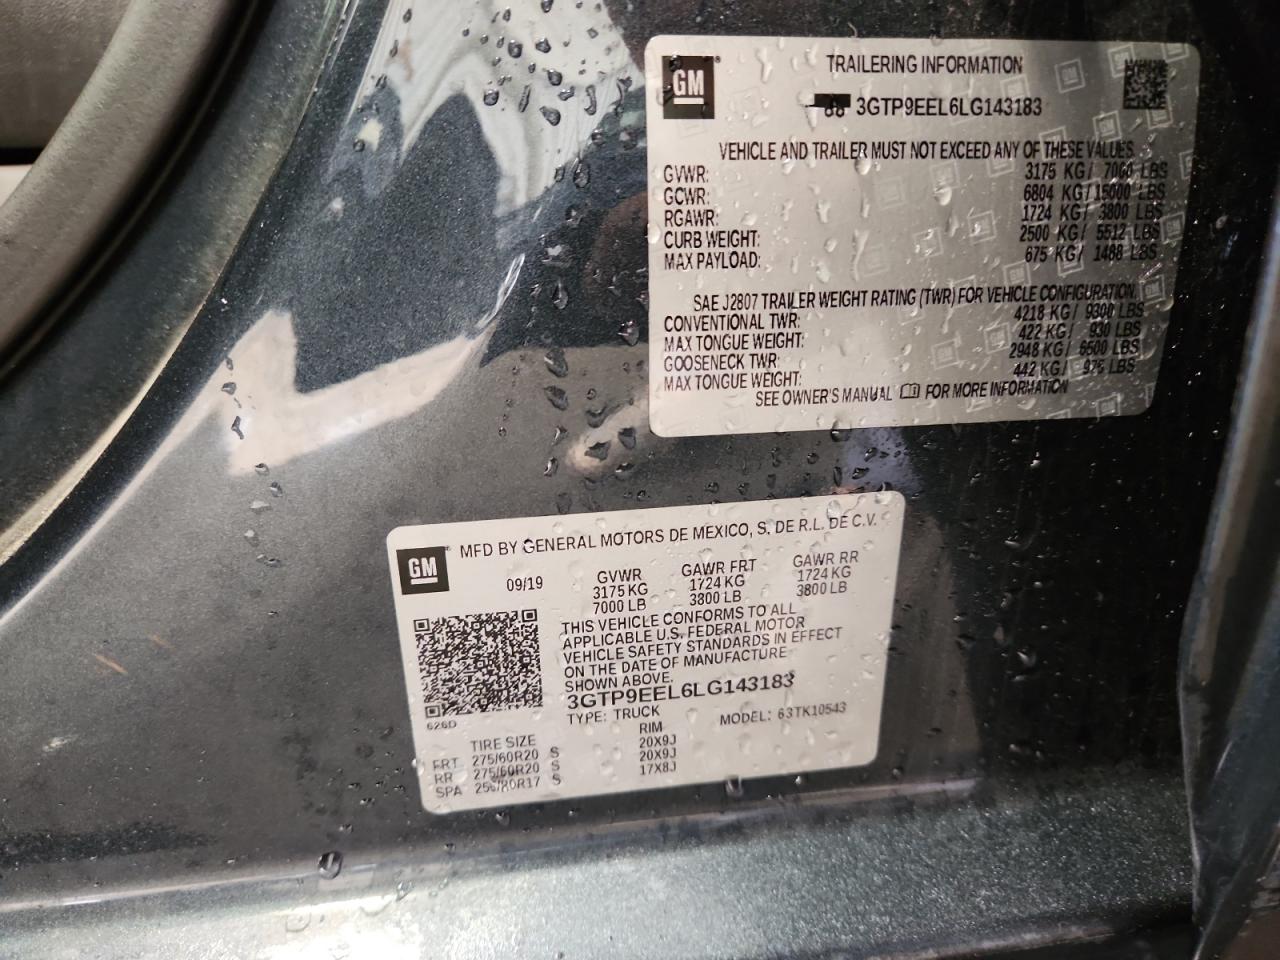 GM
TRAILERING INFORMATION
88 3GTP9EEL6LG143183
VEHICLE AND TRAILER MUST NOT EXCEED ANY OF THESE VALUES
GVWR: 3175 KG/ 7000 LBS
GCWR: 6804 KG/15000 LBS
RGAWR: 1724 KG/ 3800 LBS
CURB WEIGHT: 2500 KG/ 5512 LBS
MAX PAYLOAD: 675 KG/ 1488 LBS
SAE J2807 TRAILER WEIGHT RATING (TWR) FOR VEHICLE CONFIGURATION.
CONVENTIONAL TWR: 4218 KG/ 9300 LBS
MAX TONGUE WEIGHT: 422 KG/ 930 LBS
GOOSENECK TWR: 2948 KG/ 6500 LBS
MAX TONGUE WEIGHT: 442 KG/ 975 LBS
SEE OWNER'S MANUAL FOR MORE INFORMATION
GM
MFD BY GENERAL MOTORS DE MEXICO, S. DE R.L. DE C.V.
09/19 GVWR GAWR FRT GAWR RR
3175 KG 1724 KG 1724 KG
7000 LB 3800 LB 3800 LB
THIS VEHICLE CONFORMS TO ALL
APPLICABLE U.S. FEDERAL MOTOR
VEHICLE SAFETY STANDARDS IN EFFECT
ON THE DATE OF MANUFACTURE
SHOWN ABOVE.
3GTP9EEL6LG143183
TYPE: TRUCK MODEL: 63TK10543
626D
TIRE SIZE RIM
FRT 275/60R20 S 20X9J
RR 275/60R20 S 20X9J
SPA S 17X8J